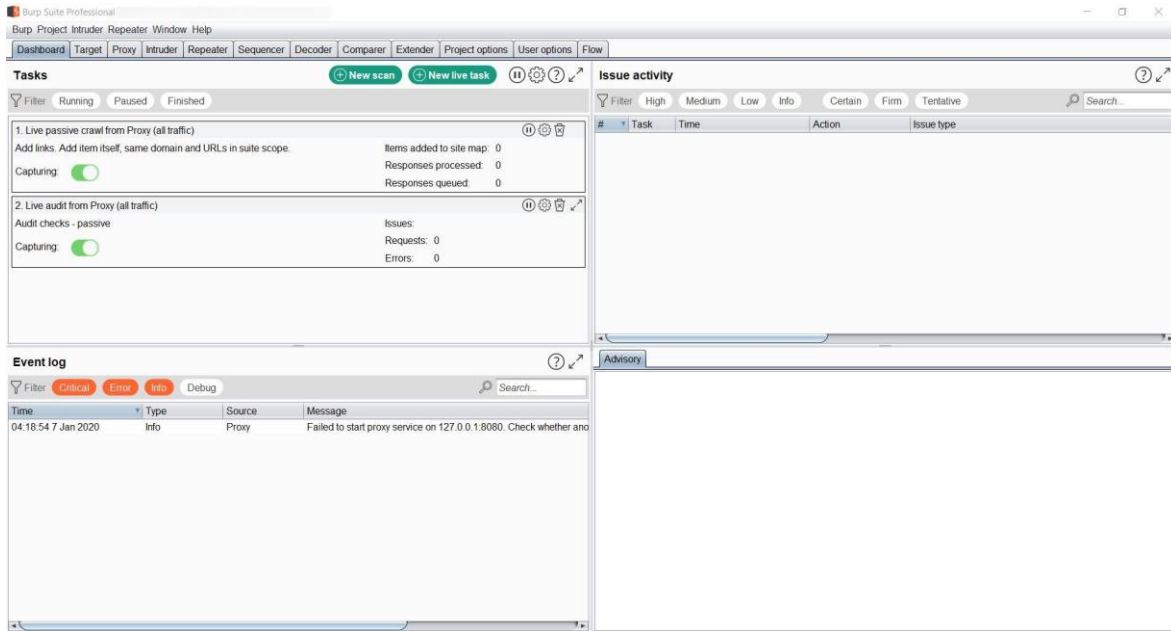 Burp Suite Professional
Burp Project Intruder Repeater Window Help
Dashboard Target Proxy Intruder Repeater Sequencer Decoder Comparer Extender Project options User options Flow
Tasks
New scan
New live task
Filter Running Paused Finished
1. Live passive crawl from Proxy (all traffic)
Add links. Add item itself, same domain and URLs in suite scope.
Items added to site map: 0
Capturing:
Responses processed: 0
Responses queued: 0
2. Live audit from Proxy (all traffic)
Audit checks - passive
Issues:
Capturing:
Requests: 0
Errors: 0
Issue activity
Filter High Medium Low Info Certain Firm Tentative
Search...
# Task Time Action Issue type
Event log
Filter Critical Error Info Debug
Search...
Time Type Source Message
04:18:54 7 Jan 2020 Info Proxy Failed to start proxy service on 127.0.0.1:8080. Check whether ano
Advisory